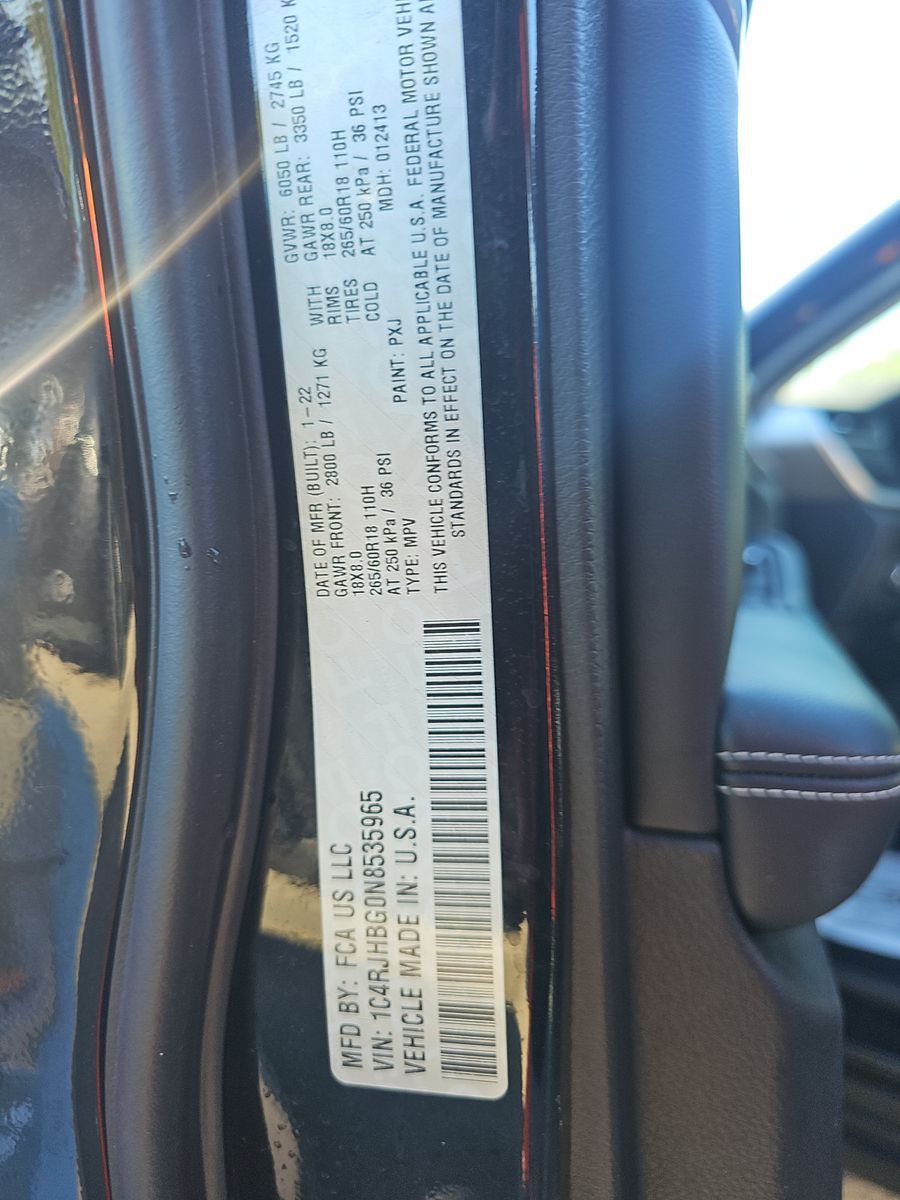 MFD BY: FCA US LLC
VIN: 1C4RJHBG0N8535965
VEHICLE MADE IN: U.S.A.
DATE OF MFR (BUILT): 1-22 GVWR: 6050 LB / 2745 KG
GAWR FRONT: 2800 LB / 1271 KG WITH GAWR REAR: 3350 LB / 1520 K
18X8.0 RIMS 18X8.0
265/60R18 110H TIRES 265/60R18 110H
AT 250 kPa / 36 PSI COLD AT 250 kPa / 36 PSI
TYPE: MPV PAINT: PXJ MDH: 012413
THIS VEHICLE CONFORMS TO ALL APPLICABLE U.S.A. FEDERAL MOTOR VEHI
STANDARDS IN EFFECT ON THE DATE OF MANUFACTURE SHOWN A